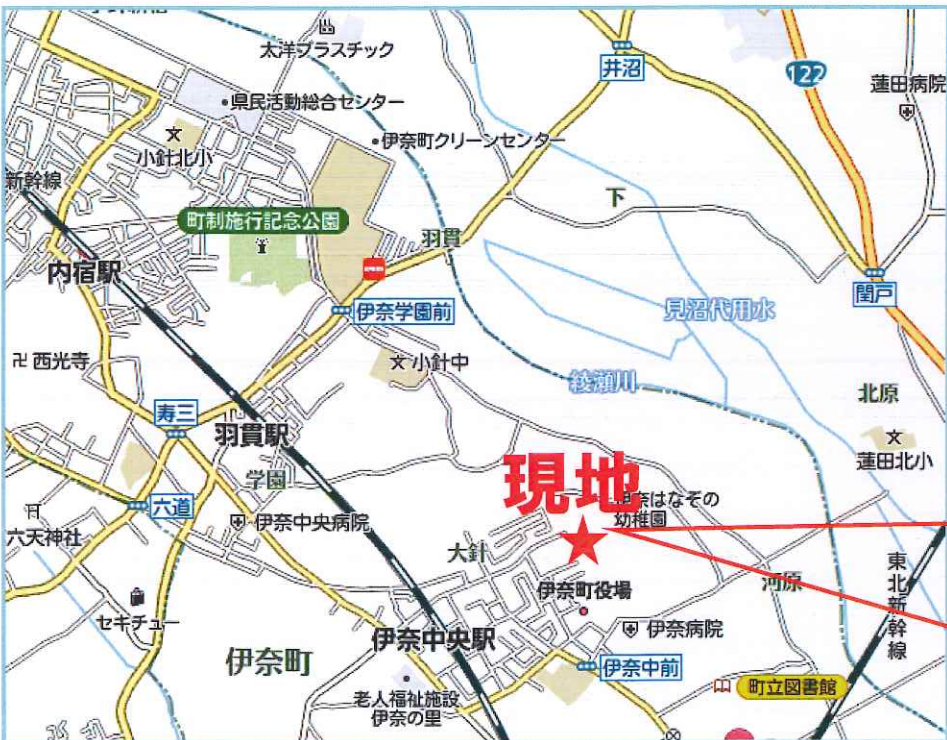 太洋プラスチック
井沼
122
蓮田病院
県民活動総合センター
伊奈町クリーンセンター
小針北小
新幹線
下
町制施行記念公園
羽貫
内宿駅
閏戸
伊奈学園前
見沼代用水
西光寺
小針中
綾瀬川
北原
寿三
羽貫駅
蓮田北小
学園
現地
六道
伊奈はなぞの
幼稚園
伊奈中央病院
六天神社
大針
東北新幹線
河原
伊奈町役場
セキチュー
伊奈中央駅
伊奈病院
伊奈町
伊奈中前
町立図書館
老人福祉施設
伊奈の里